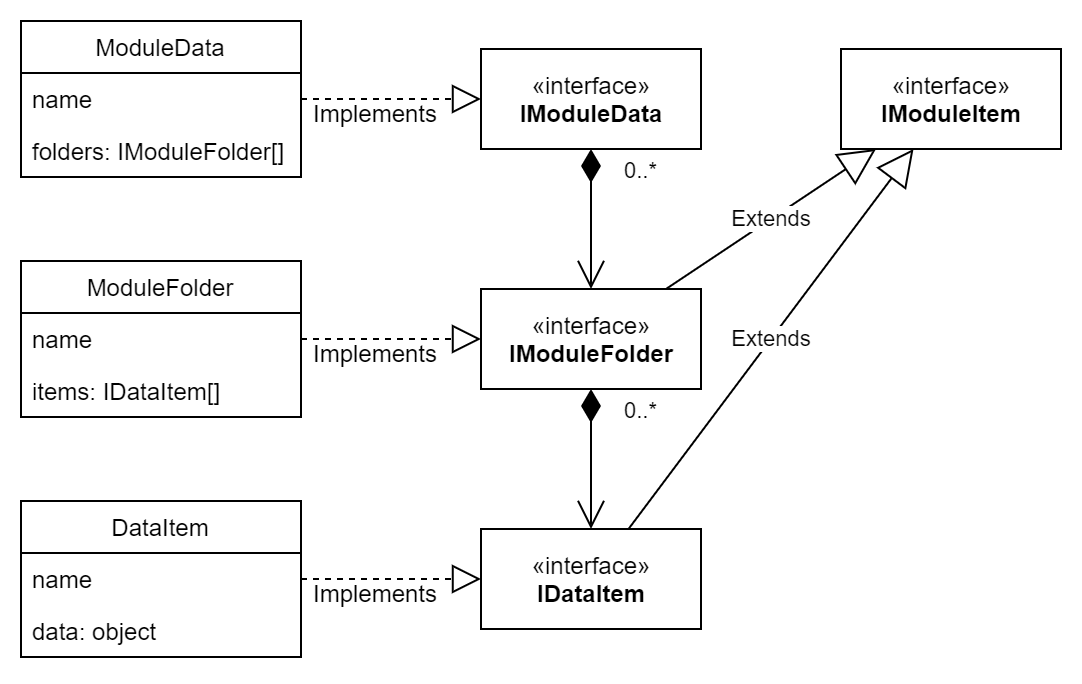 ModuleData
name
folders: IModuleFolder[]
Implements
«interface»
IModuleData
0..*
«interface»
IModuleItem
Extends
ModuleFolder
name
items: IDataItem[]
Implements
«interface»
IModuleFolder
0..*
Extends
DataItem
name
data: object
Implements
«interface»
IDataItem